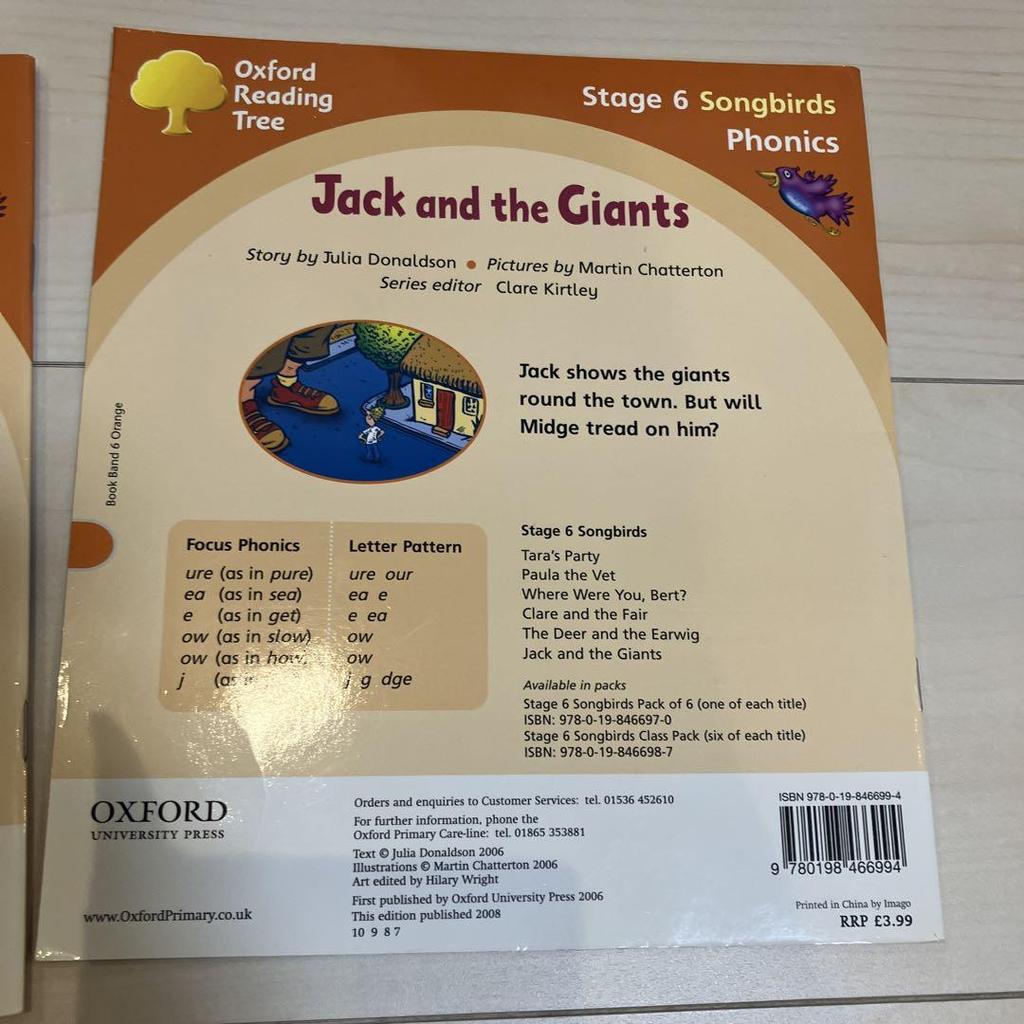 Oxford
Reading
Tree
Stage 6 Songbirds
Phonics
Jack and the Giants
Story by Julia Donaldson • Pictures by Martin Chatterton
Series editor Clare Kirtley
Jack shows the giants
round the town. But will
Midge tread on him?
Book Band 6 Orange
Focus Phonics Letter Pattern
ure (as in pure) ure our
ea (as in sea) ea e
e (as in get) e ea
ow (as in slow) ow
ow (as in how) ow
j (as in j g dge
Stage 6 Songbirds
Tara's Party
Paula the Vet
Where Were You, Bert?
Clare and the Fair
The Deer and the Earwig
Jack and the Giants
Available in packs
Stage 6 Songbirds Pack of 6 (one of each title)
ISBN: 978-0-19-846697-0
Stage 6 Songbirds Class Pack (six of each title)
ISBN: 978-0-19-846698-7
OXFORD
UNIVERSITY PRESS
www.OxfordPrimary.co.uk
Orders and enquiries to Customer Services: tel. 01536 452610
For further information, phone the
Oxford Primary Care-line: tel. 01865 353881
Text © Julia Donaldson 2006
Illustrations © Martin Chatterton 2006
Art edited by Hilary Wright
First published by Oxford University Press 2006
This edition published 2008
10 9 8 7
ISBN 978-0-19-846699-4
9 780198 466994
Printed in China by Imago
RRP £3.99